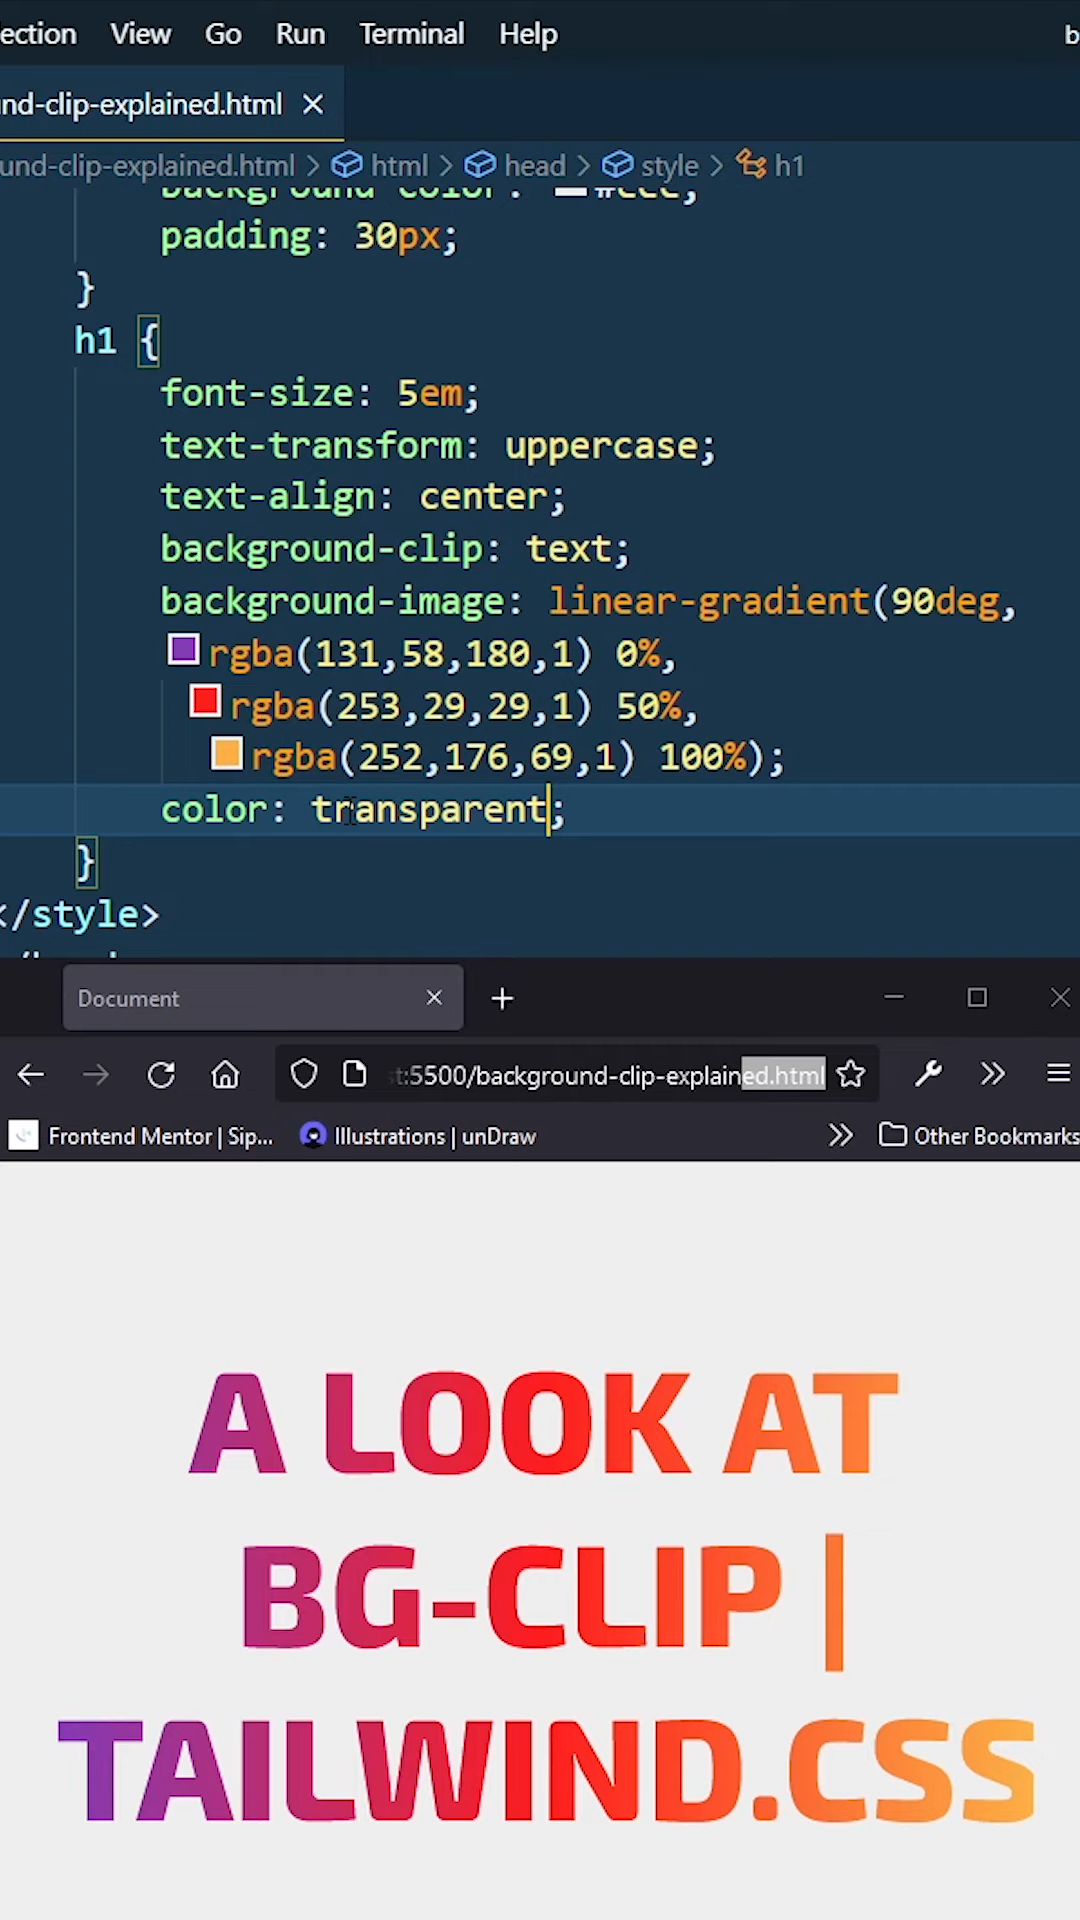 ection View Go Run Terminal Help b
nd-clip-explained.html
und-clip-explained.html > html > head > style > h1
background-color: #eee;
padding: 30px;
}
h1 {
font-size: 5em;
text-transform: uppercase;
text-align: center;
background-clip: text;
background-image: linear-gradient(90deg,
rgba(131,58,180,1) 0%,
rgba(253,29,29,1) 50%,
rgba(252,176,69,1) 100%);
color: transparent;
}
</style>
Document
t:5500/background-clip-explained.html
Frontend Mentor | Sip... Illustrations | unDraw Other Bookmarks
A LOOK AT
BG-CLIP |
TAILWIND.CSS